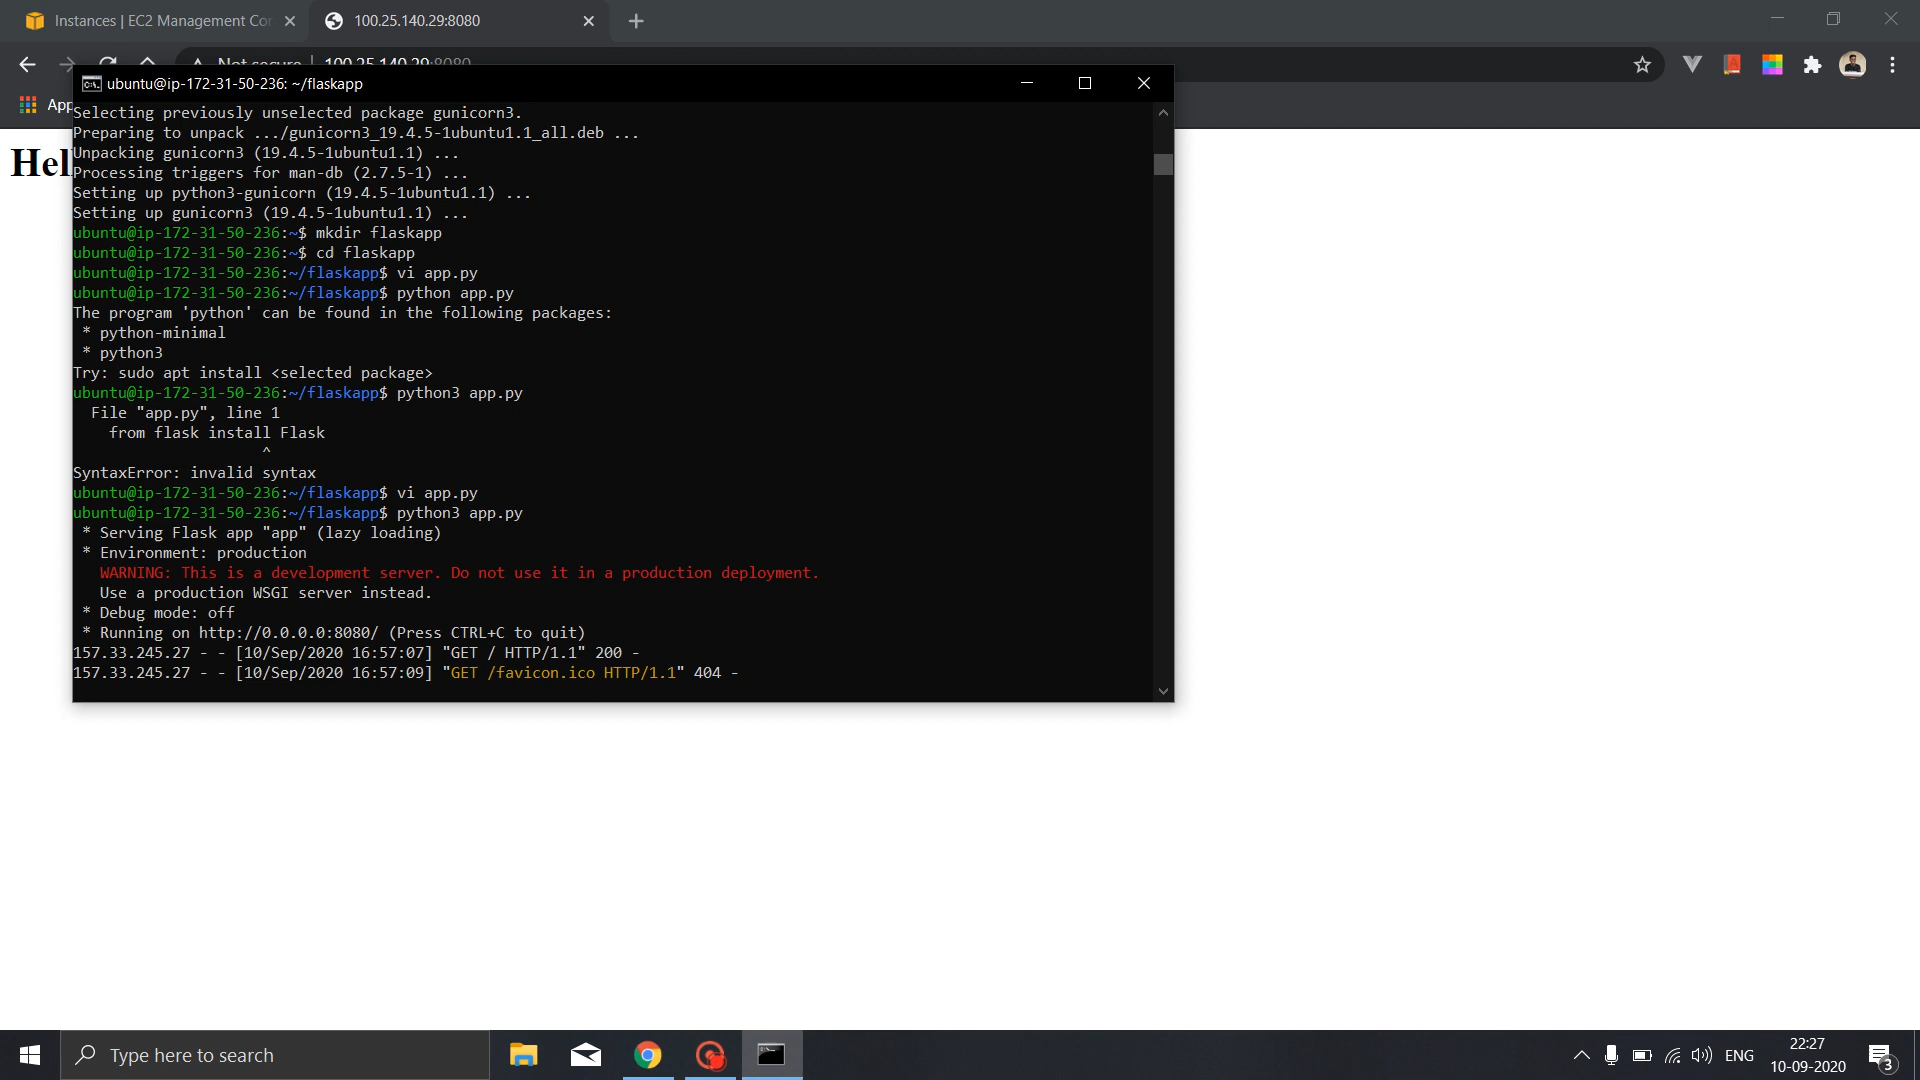 Instances | EC2 Management Con
100.25.140.29:8080
Not secure | 100.25.140.29:8080
ubuntu@ip-172-31-50-236: ~/flaskapp
App
Hel
Selecting previously unselected package gunicorn3.
Preparing to unpack .../gunicorn3_19.4.5-1ubuntu1.1_all.deb ...
Unpacking gunicorn3 (19.4.5-1ubuntu1.1) ...
Processing triggers for man-db (2.7.5-1) ...
Setting up python3-gunicorn (19.4.5-1ubuntu1.1) ...
Setting up gunicorn3 (19.4.5-1ubuntu1.1) ...
ubuntu@ip-172-31-50-236:~$ mkdir flaskapp
ubuntu@ip-172-31-50-236:~$ cd flaskapp
ubuntu@ip-172-31-50-236:~/flaskapp$ vi app.py
ubuntu@ip-172-31-50-236:~/flaskapp$ python app.py
The program 'python' can be found in the following packages:
* python-minimal
* python3
Try: sudo apt install <selected package>
ubuntu@ip-172-31-50-236:~/flaskapp$ python3 app.py
File "app.py", line 1
from flask install Flask
^
SyntaxError: invalid syntax
ubuntu@ip-172-31-50-236:~/flaskapp$ vi app.py
ubuntu@ip-172-31-50-236:~/flaskapp$ python3 app.py
* Serving Flask app "app" (lazy loading)
* Environment: production
WARNING: This is a development server. Do not use it in a production deployment.
Use a production WSGI server instead.
* Debug mode: off
* Running on http://0.0.0.0:8080/ (Press CTRL+C to quit)
157.33.245.27 - - [10/Sep/2020 16:57:07] "GET / HTTP/1.1" 200 -
157.33.245.27 - - [10/Sep/2020 16:57:09] "GET /favicon.ico HTTP/1.1" 404 -
Type here to search
ENG
22:27
10-09-2020
3